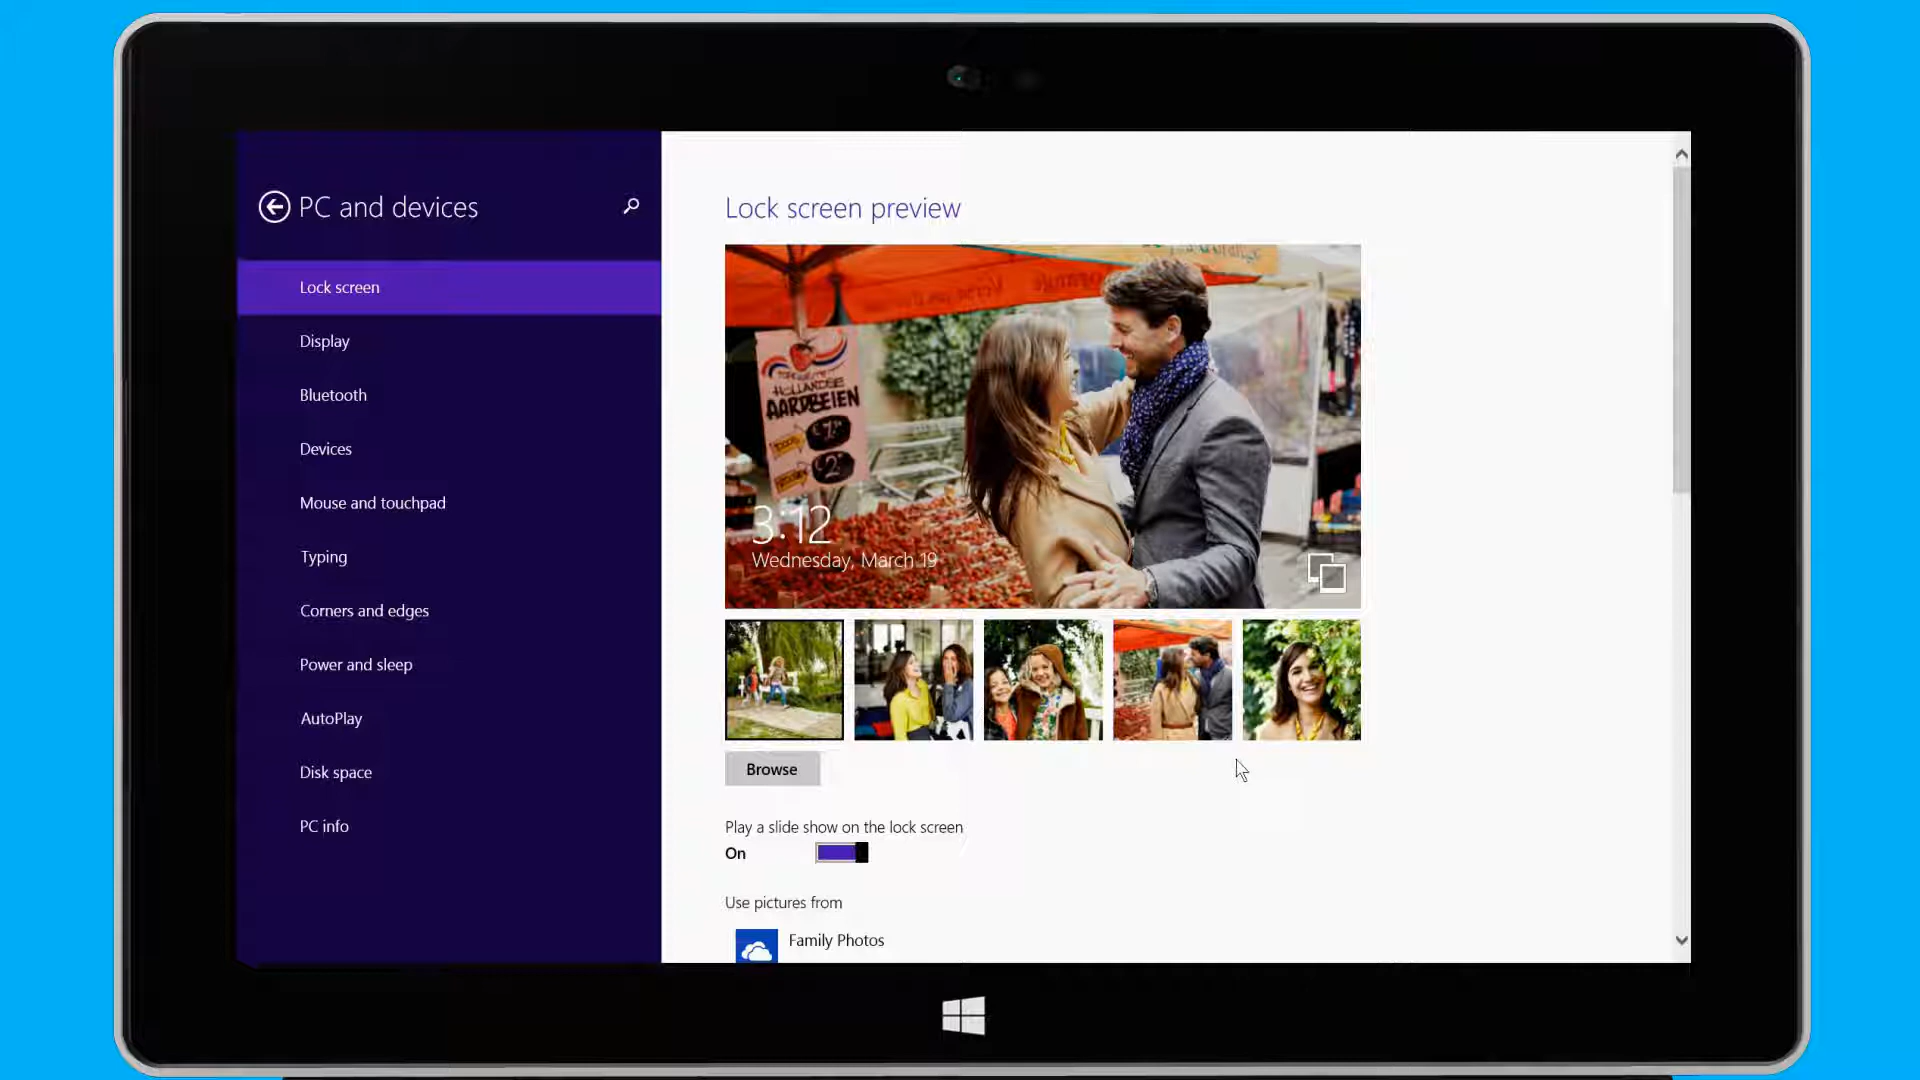 PC and devices
Lock screen
Display
Bluetooth
Devices
Mouse and touchpad
Typing
Corners and edges
Power and sleep
AutoPlay
Disk space
PC info
Lock screen preview
HOLLANDSE
AARDBEIEN
3:12
Wednesday, March 19
Browse
Play a slide show on the lock screen
On
Use pictures from
Family Photos